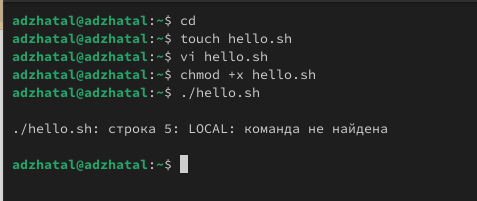 adzhatal@adzhatal:~$ cd
adzhatal@adzhatal:~$ touch hello.sh
adzhatal@adzhatal:~$ vi hello.sh
adzhatal@adzhatal:~$ chmod +x hello.sh
adzhatal@adzhatal:~$ ./hello.sh
./hello.sh: строка 5: LOCAL: команда не найдена
adzhatal@adzhatal:~$